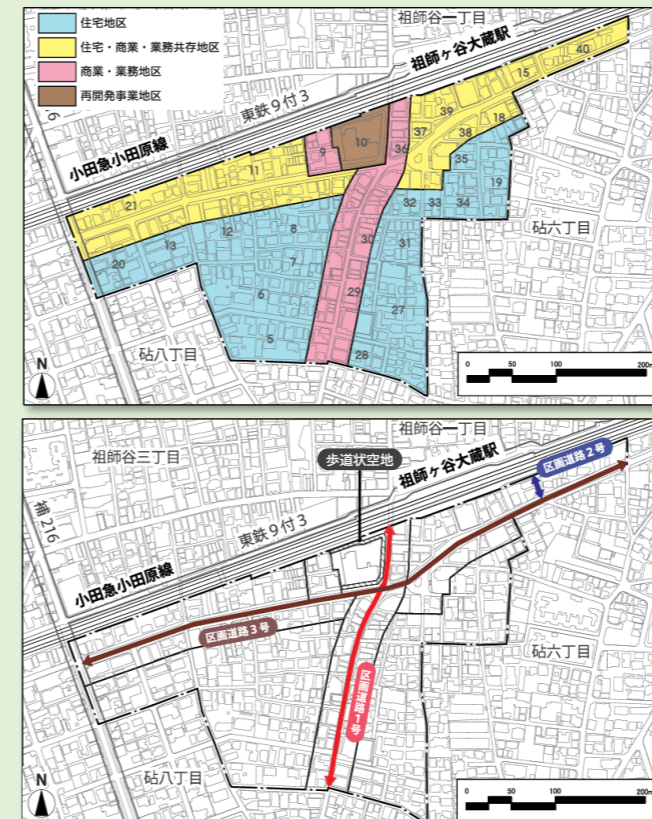 住宅地区
住宅・商業・業務共存地区
商業・業務地区
再開発事業地区
祖師谷一丁目
祖師ヶ谷大蔵駅
東鉄9付3
小田急小田原線
16
40
15
39
18
38
37
10
9
36
35
11
19
34
33
32
21
12
8
30
31
13
7
20
29
27
6
5
28
砧六丁目
砧八丁目
N
0 50 100 200m
祖師谷一丁目
祖師谷三丁目
歩道状空地
祖師ヶ谷大蔵駅
区画道路2号
補216
東鉄9付3
小田急小田原線
区画道路3号
砧六丁目
区画道路1号
砧八丁目
N
0 50 100 200m